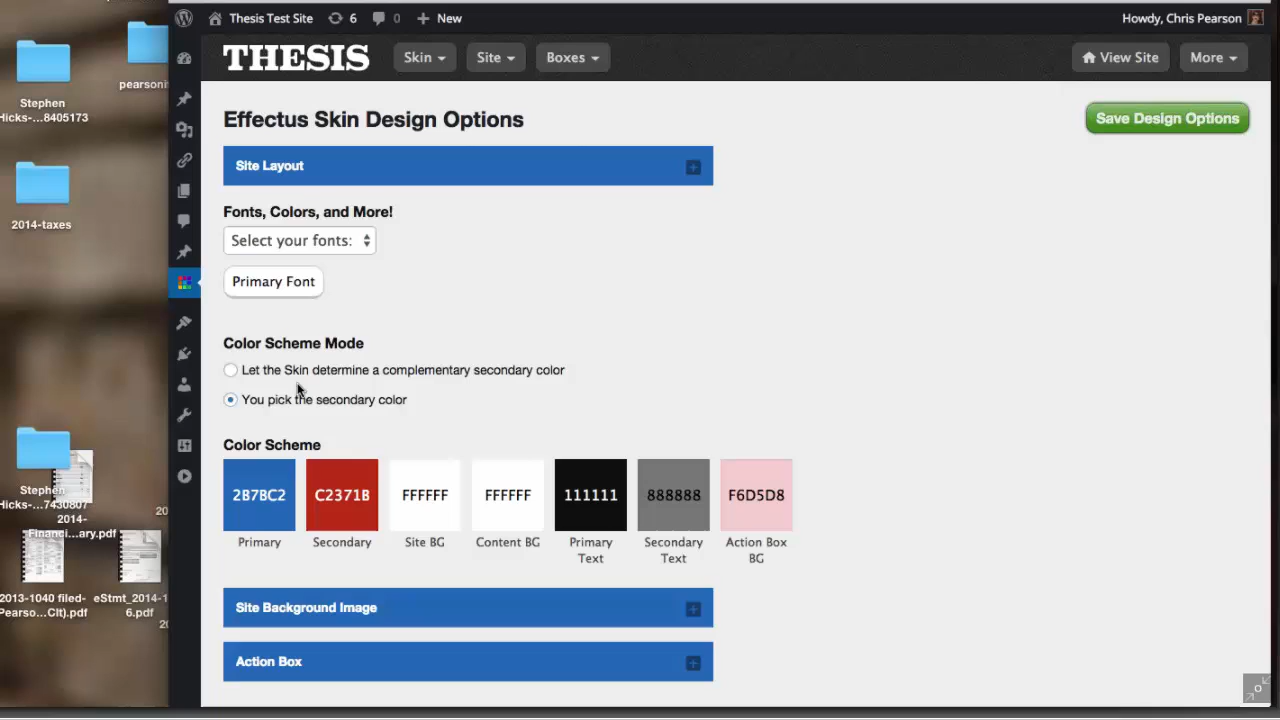 Thesis Test Site
6
0
New
Howdy, Chris Pearson
THESIS
Skin
Site
Boxes
View Site
More
Effectus Skin Design Options
Save Design Options
Site Layout
Fonts, Colors, and More!
Select your fonts:
Primary Font
Color Scheme Mode
Let the Skin determine a complementary secondary color
You pick the secondary color
Color Scheme
2B7BC2
C2371B
FFFFFF
FFFFFF
111111
888888
F6D5D8
Primary
Secondary
Site BG
Content BG
Primary
Text
Secondary
Text
Action Box
BG
Site Background Image
Action Box
Stephen
Hicks-...8405173
2014-taxes
Stephen
Hicks-...7430807
2014-
Financi...ary.pdf
2013-1040 filed-
Pearso...Clt).pdf
eStmt_2014-1
6.pdf